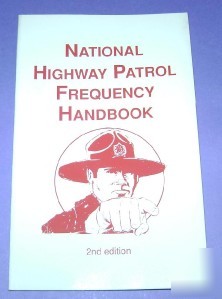 NATIONAL
HIGHWAY PATROL
FREQUENCY
HANDBOOK
2nd edition